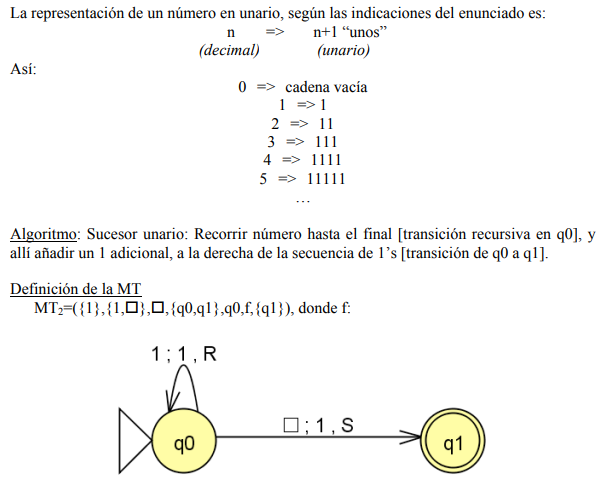 La representación de un número en unario, según las indicaciones del enunciado es:
n => n+1 “unos”
(decimal) (unario)
Así:
0 => cadena vacía
1 => 1
2 => 11
3 => 111
4 => 1111
5 => 11111
…
Algoritmo: Sucesor unario: Recorrir número hasta el final [transición recursiva en q0], y
allí añadir un 1 adicional, a la derecha de la secuencia de 1’s [transición de q0 a q1].
Definición de la MT
MT₂=({1},{1,□},□,{q0,q1},q0,f,{q1}), donde f:
1 ; 1 , R
□ ; 1 , S
q0
q1